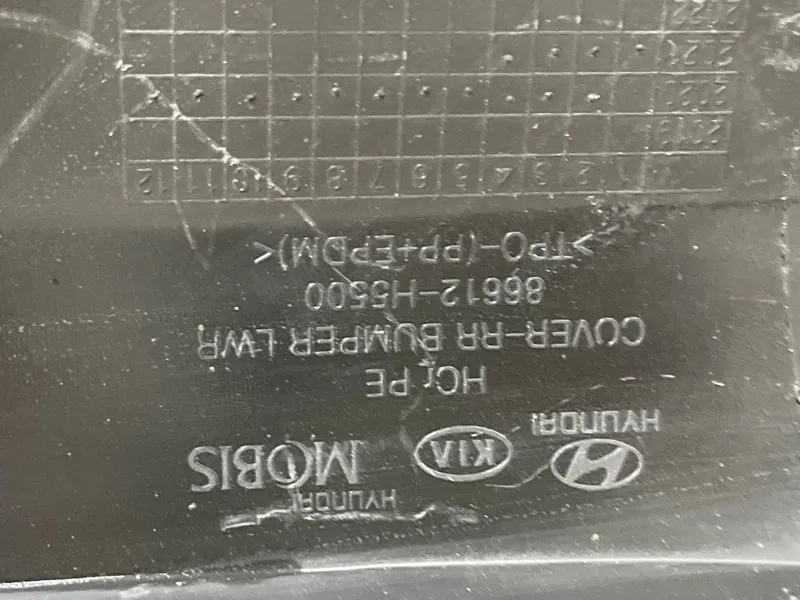 HYUNDAI
HYUNDAI KIA MOBIS
HCr PE
COVER-RR BUMPER LWR
86612-H5500
>TPO-(PP+EPDM)<
1 2 3 4 5 6 7 8 9 10 11 12
2019
2020
2021
2022